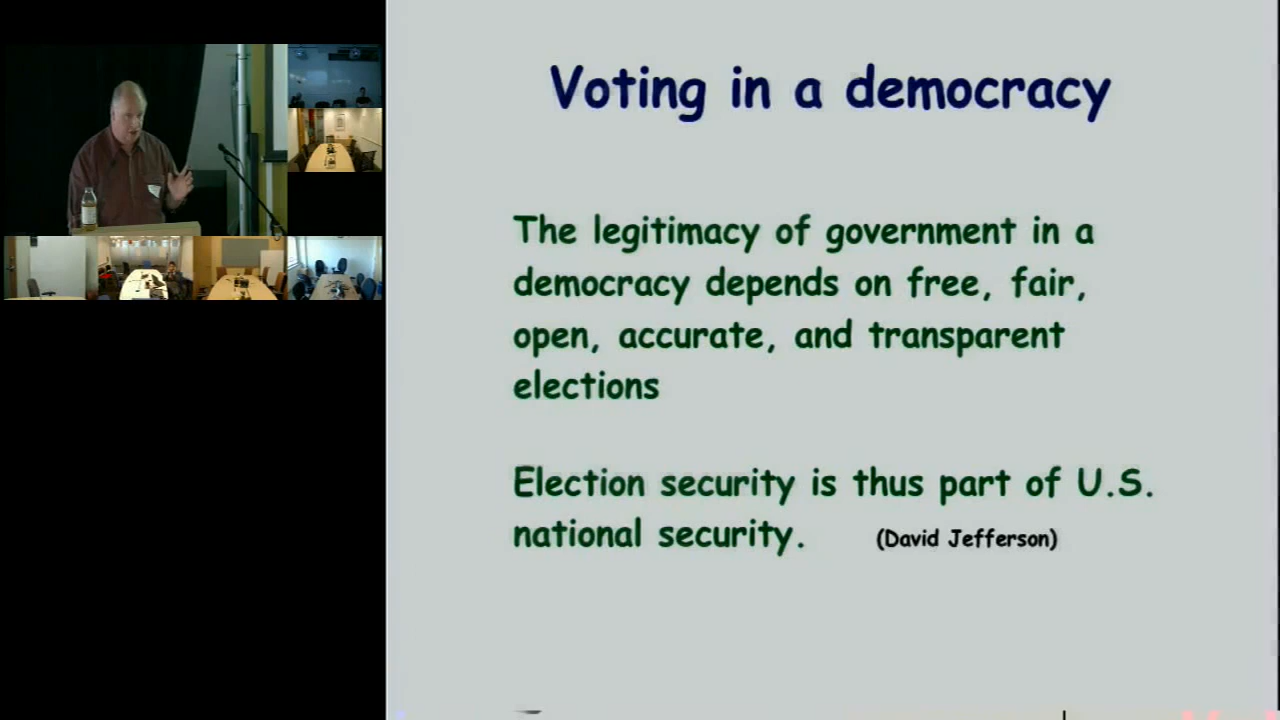 Voting in a democracy
The legitimacy of government in a
democracy depends on free, fair,
open, accurate, and transparent
elections
Election security is thus part of U.S.
national security. (David Jefferson)